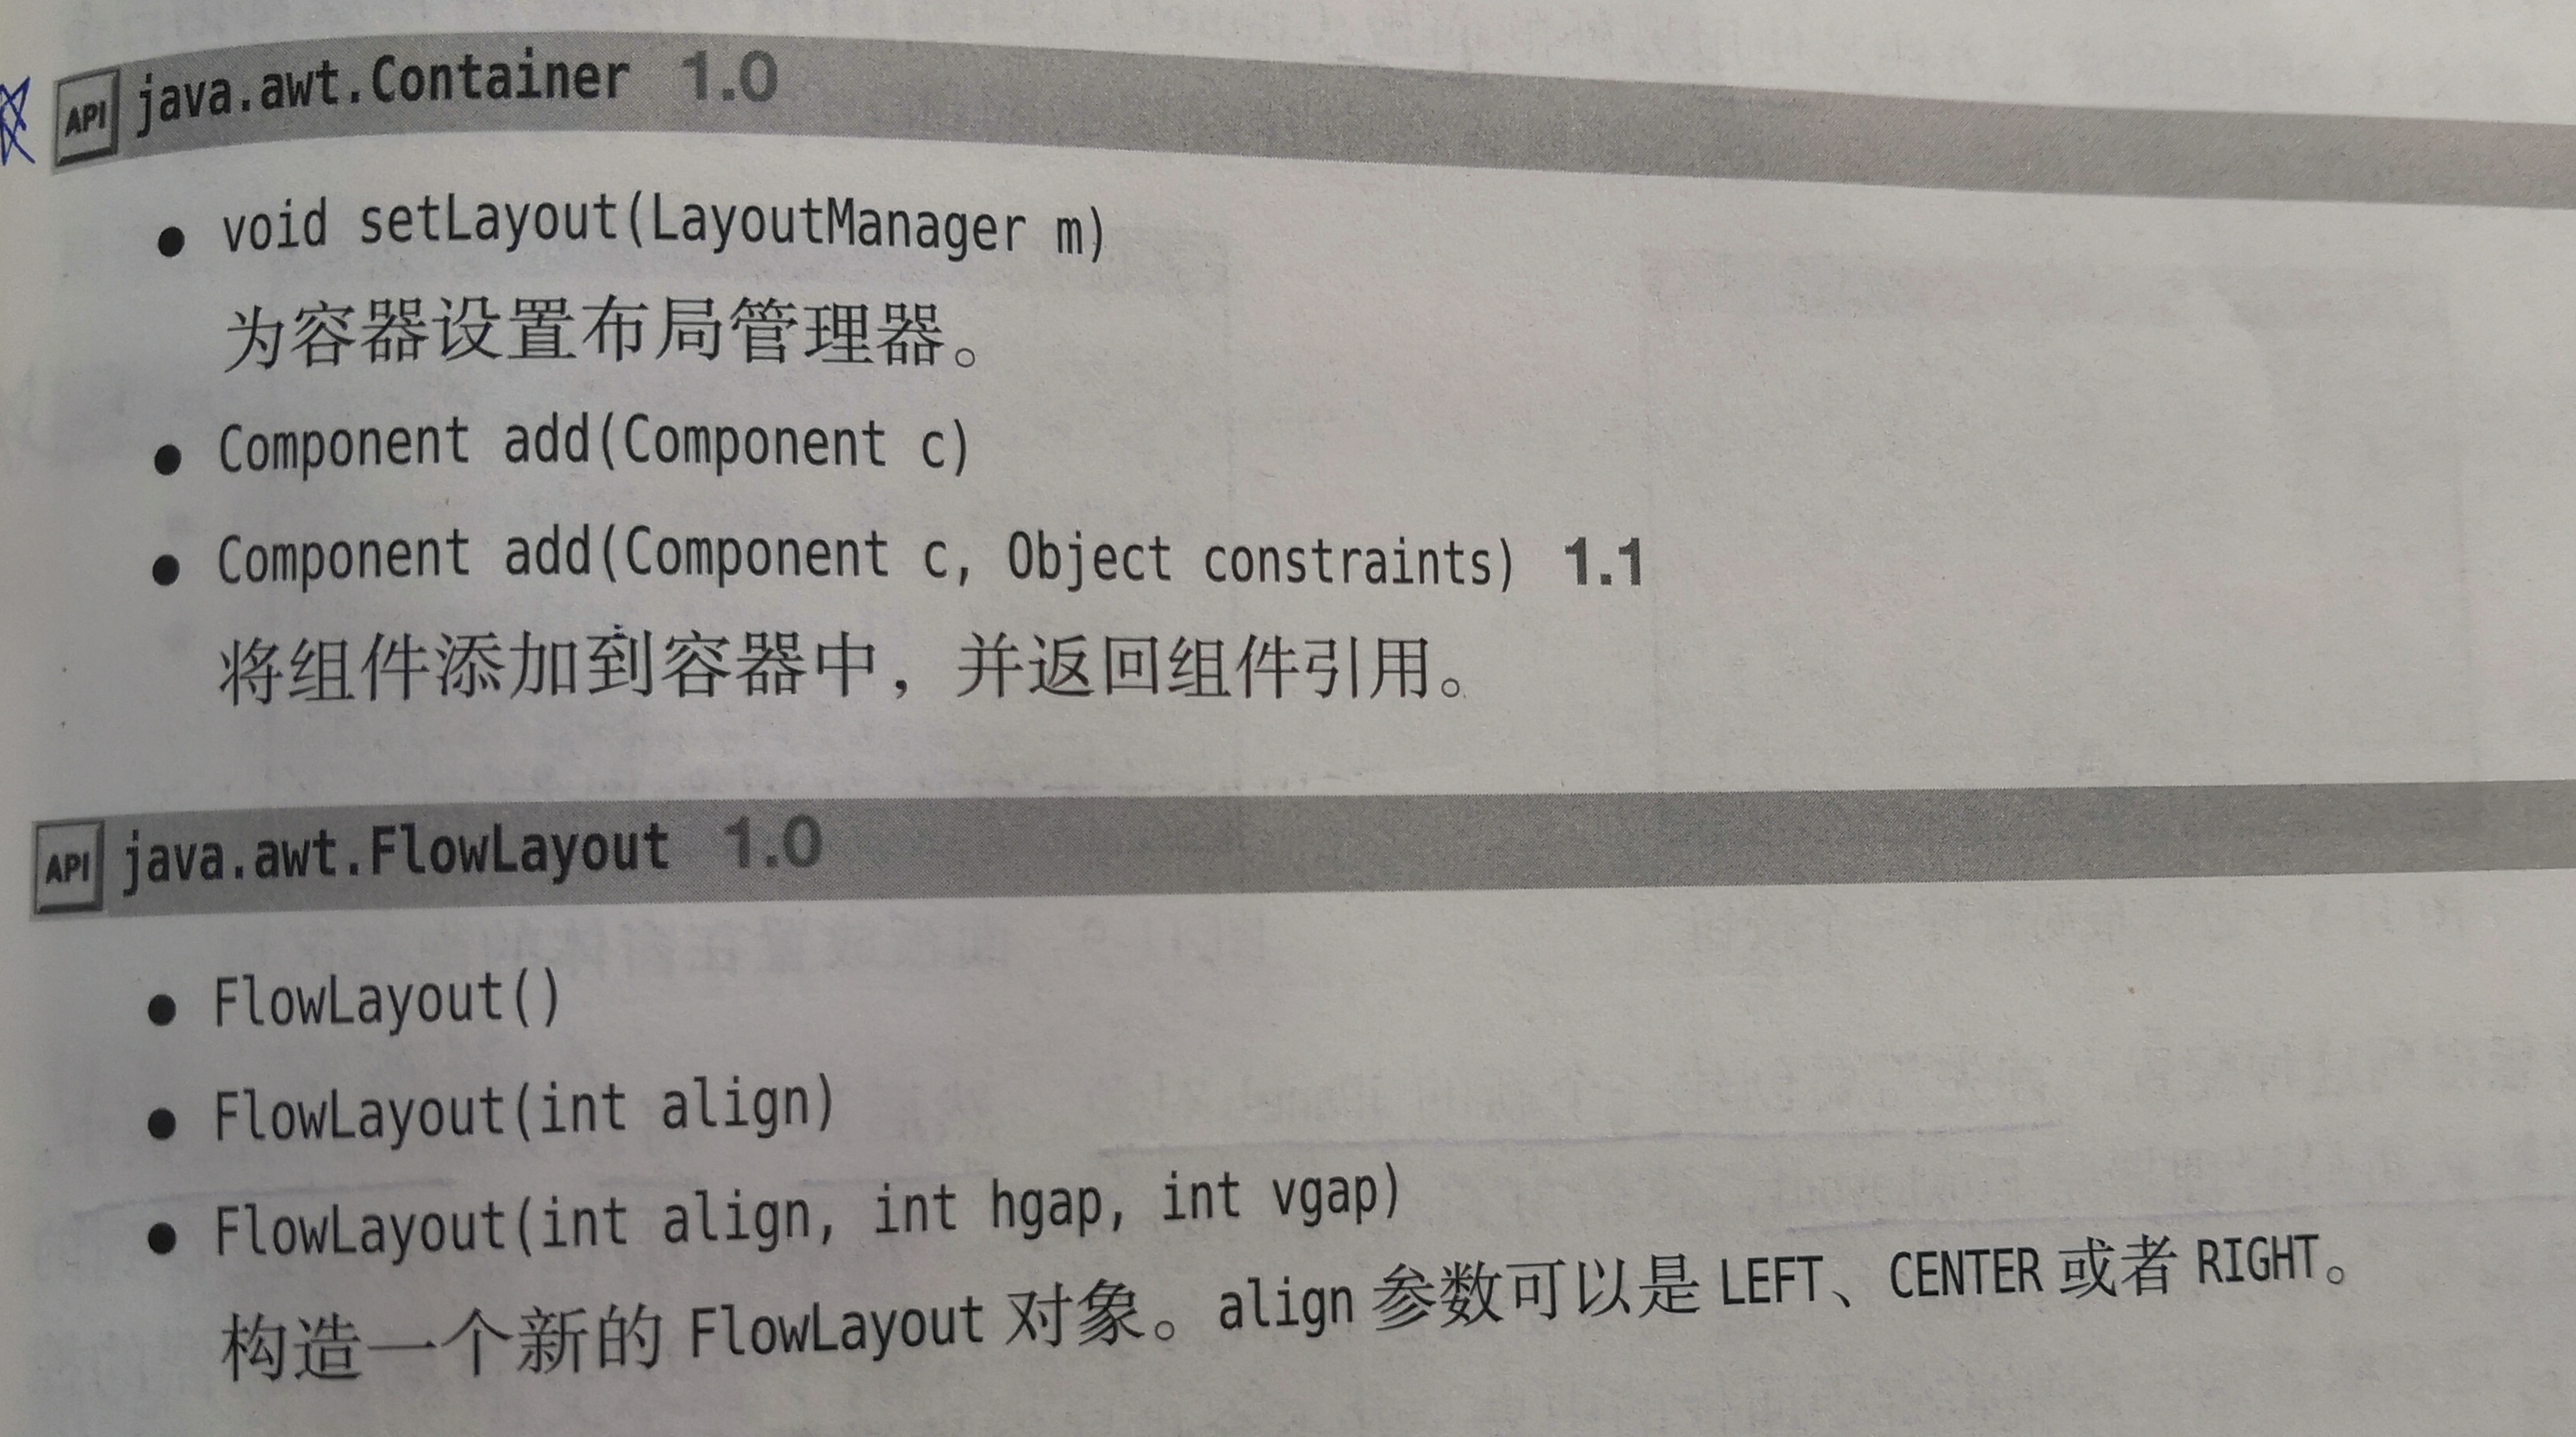 API java.awt.Container 1.0
• void setLayout(LayoutManager m)
为容器设置布局管理器。
• Component add(Component c)
• Component add(Component c, Object constraints) 1.1
将组件添加到容器中，并返回组件引用。
API java.awt.FlowLayout 1.0
• FlowLayout()
• FlowLayout(int align)
• FlowLayout(int align, int hgap, int vgap)
构造一个新的 FlowLayout 对象。align 参数可以是 LEFT、CENTER 或者 RIGHT。